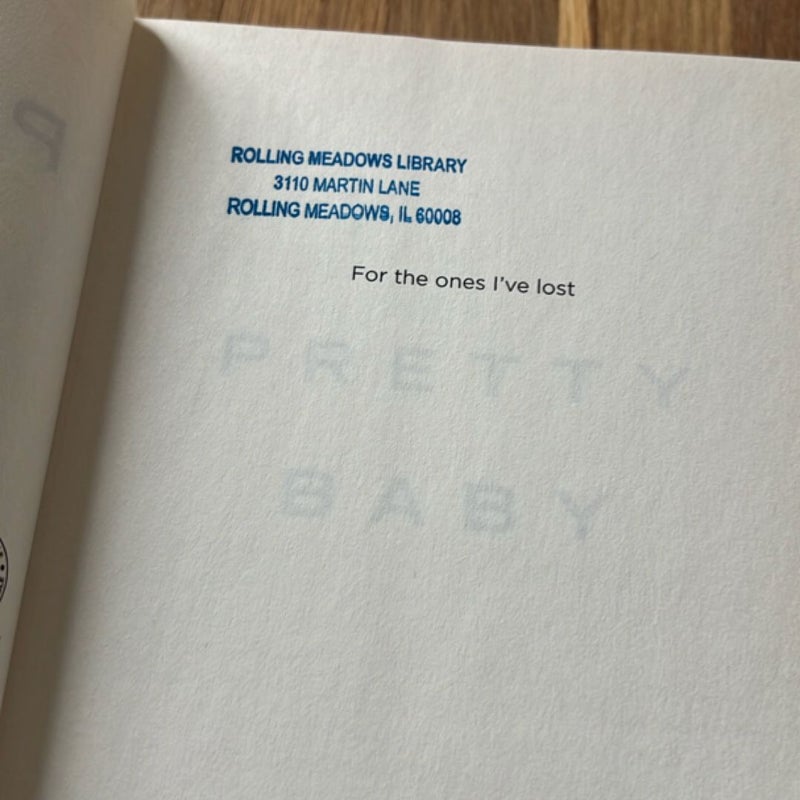 P
ROLLING MEADOWS LIBRARY
3110 MARTIN LANE
ROLLING MEADOWS, IL 60008
For the ones I've lost
PRETTY
BABY